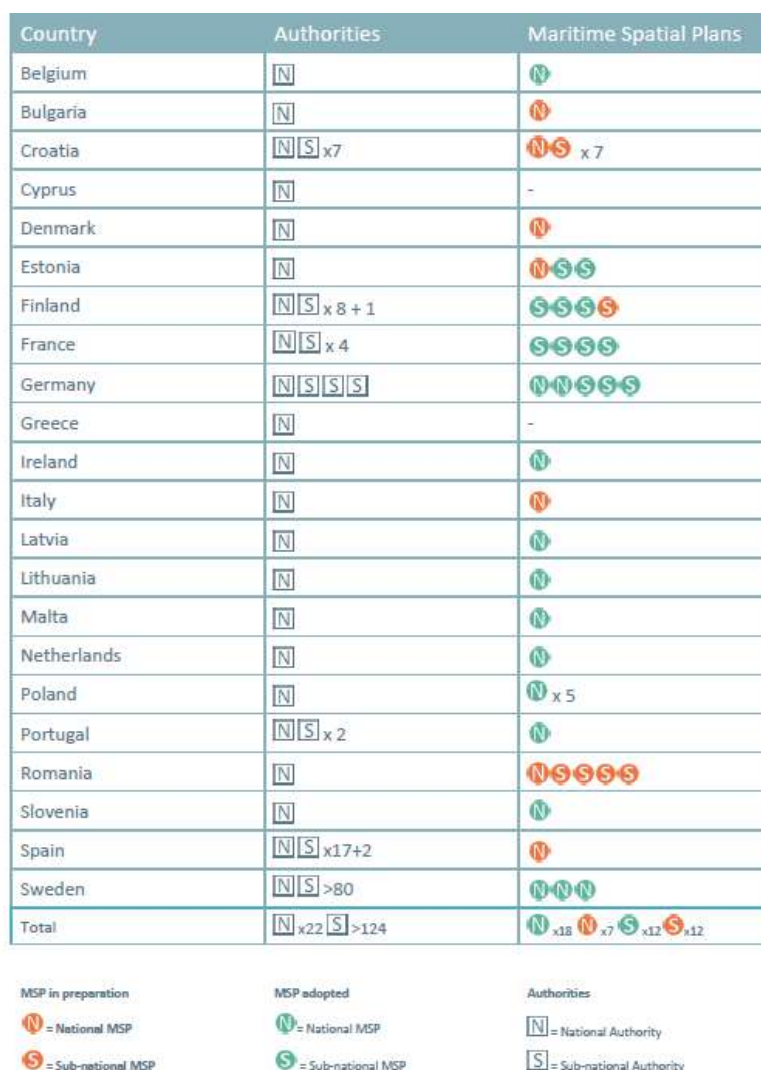 Country Authorities Maritime Spatial Plans
Belgium N N
Bulgaria N N
Croatia N S x7 N S x 7
Cyprus N -
Denmark N N
Estonia N N S S
Finland N S x 8 + 1 S S S S
France N S x 4 S S S S
Germany N S S S N N S S S
Greece N -
Ireland N N
Italy N N
Latvia N N
Lithuania N N
Malta N N
Netherlands N N
Poland N N x 5
Portugal N S x 2 N
Romania N N S S S S
Slovenia N N
Spain N S x17+2 N
Sweden N S >80 N N N
Total N x22 S >124 N x18 N x7 S x12 S x12
MSP in preparation MSP adopted Authorities
N = National MSP N = National MSP N = National Authority
S = Sub-national MSP S = Sub-national MSP S = Sub-national Authority